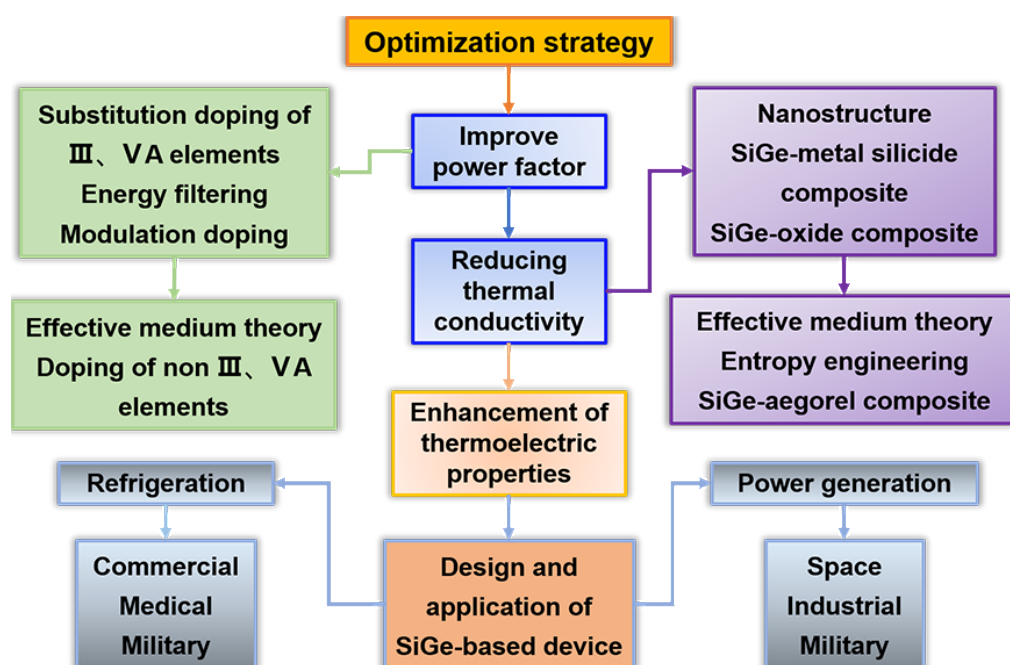 Optimization strategy
Substitution doping of
Ⅲ、ⅤA elements
Energy filtering
Modulation doping
Improve
power factor
Nanostructure
SiGe-metal silicide
composite
SiGe-oxide composite
Reducing
thermal
conductivity
Effective medium theory
Doping of non Ⅲ、ⅤA
elements
Effective medium theory
Entropy engineering
SiGe-aegorel composite
Enhancement of
thermoelectric
properties
Refrigeration
Power generation
Commercial
Medical
Military
Design and
application of
SiGe-based device
Space
Industrial
Military